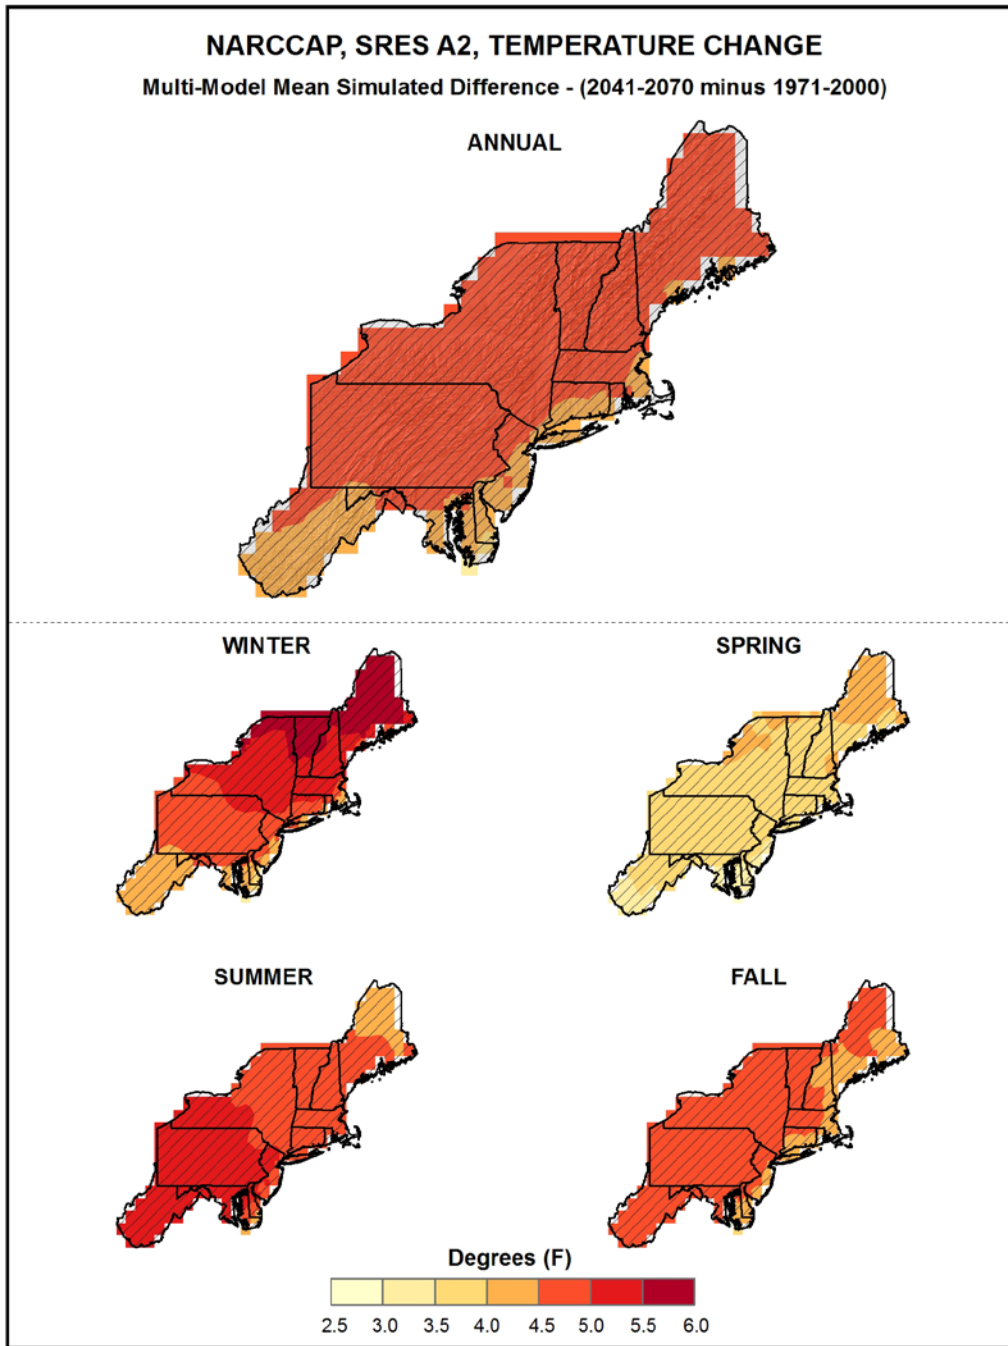 NARCCAP, SRES A2, TEMPERATURE CHANGE
Multi-Model Mean Simulated Difference - (2041-2070 minus 1971-2000)
ANNUAL
WINTER
SPRING
SUMMER
FALL
Degrees (F)
2.5 3.0 3.5 4.0 4.5 5.0 5.5 6.0